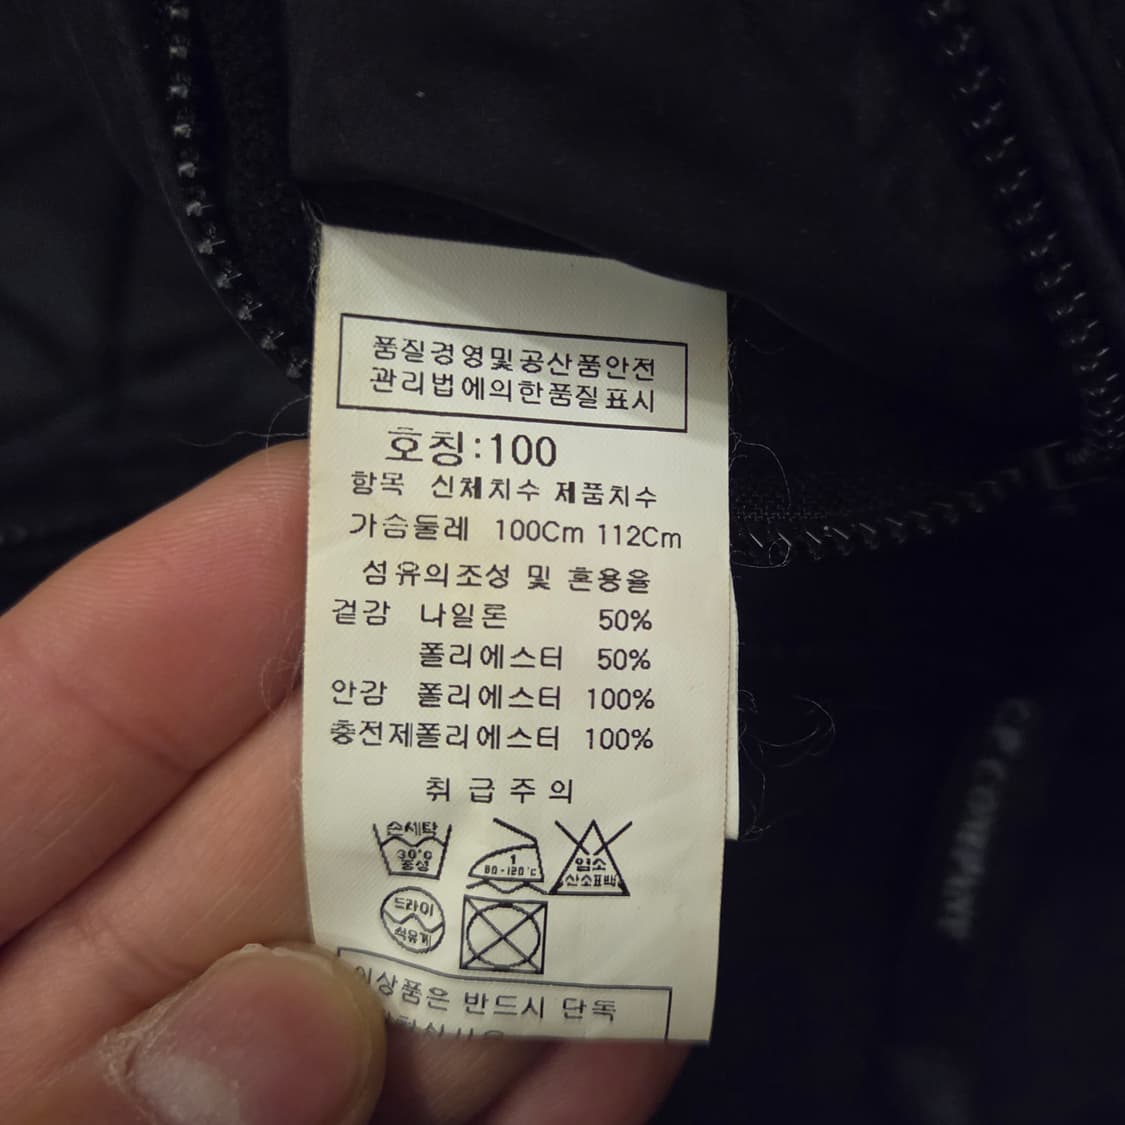 품질경영및공산품안전
관리법에의한품질표시
호칭:100
항목 신체치수 제품치수
가슴둘레 100Cm 112Cm
섬유의조성 및 혼용율
겉감 나일론 50%
폴리에스터 50%
안감 폴리에스터 100%
충전제폴리에스터 100%
취급주의
손세탁
30°C
중성
1
80-120°C
염소
산소표백
드라이
석유계
이상품은 반드시 단독